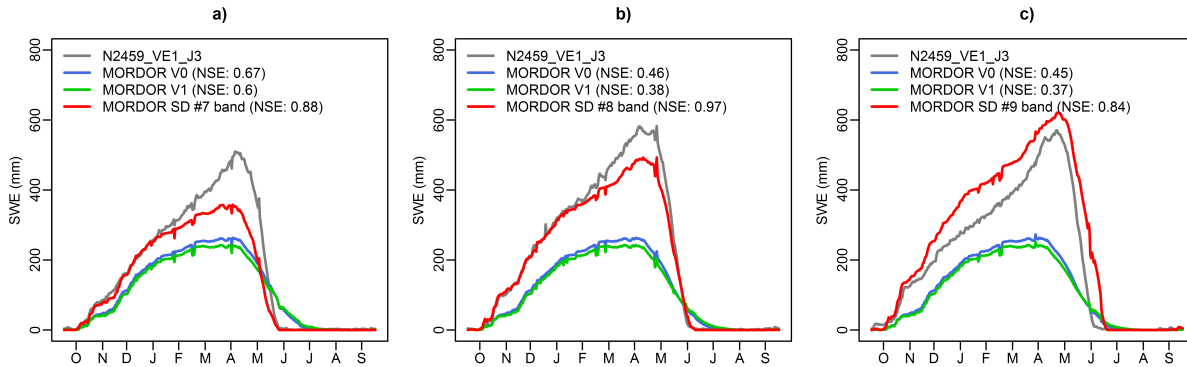 a)
800
600
400
200
0
SWE (mm)
N2459_VE1_J3
MORDOR V0 (NSE: 0.67)
MORDOR V1 (NSE: 0.6)
MORDOR SD #7 band (NSE: 0.88)
O N D J F M A M J J A S
b)
800
600
400
200
0
SWE (mm)
N2459_VE1_J3
MORDOR V0 (NSE: 0.46)
MORDOR V1 (NSE: 0.38)
MORDOR SD #8 band (NSE: 0.97)
O N D J F M A M J J A S
c)
800
600
400
200
0
SWE (mm)
N2459_VE1_J3
MORDOR V0 (NSE: 0.45)
MORDOR V1 (NSE: 0.37)
MORDOR SD #9 band (NSE: 0.84)
O N D J F M A M J J A S